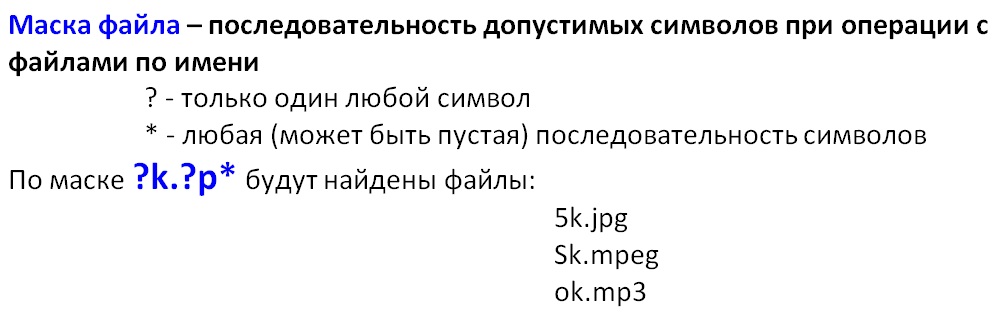 Маска файла – последовательность допустимых символов при операции с
файлами по имени
? - только один любой символ
* - любая (может быть пустая) последовательность символов
По маске ?k.?p* будут найдены файлы:
5k.jpg
Sk.mpeg
ok.mp3